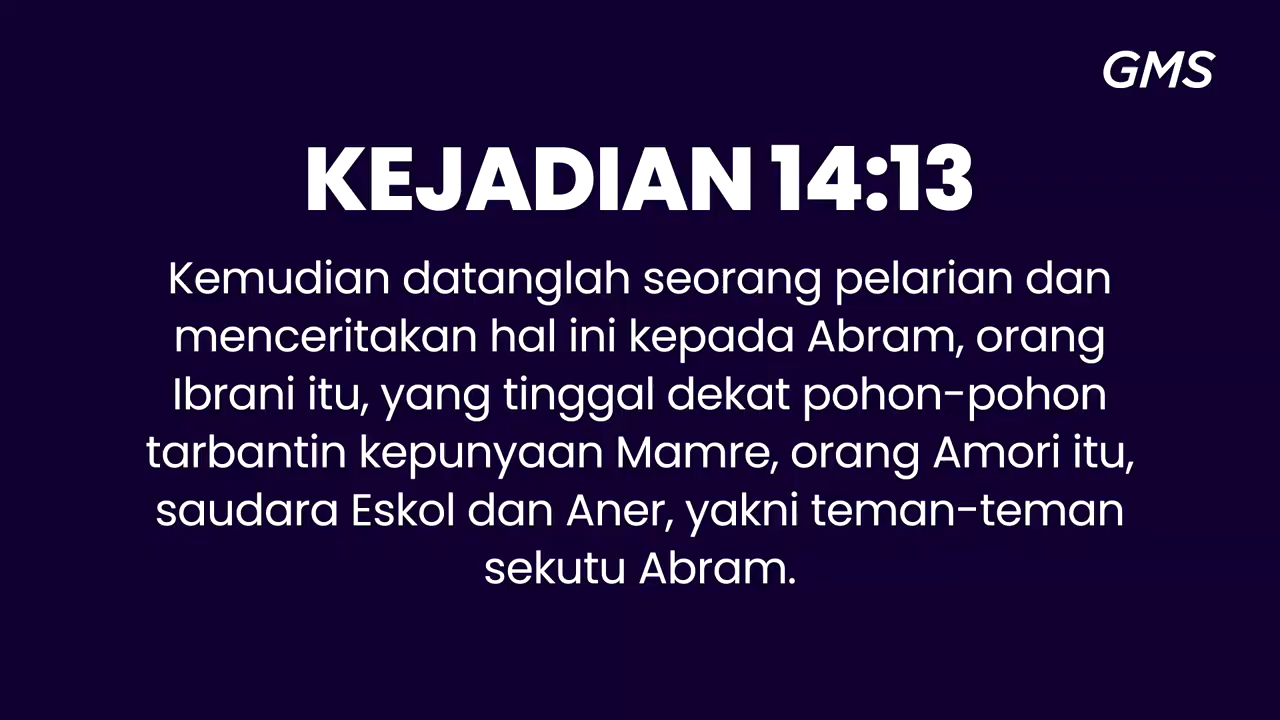 GMS
KEJADIAN 14:13
Kemudian datanglah seorang pelarian dan
menceritakan hal ini kepada Abram, orang
Ibrani itu, yang tinggal dekat pohon-pohon
tarbantin kepunyaan Mamre, orang Amori itu,
saudara Eskol dan Aner, yakni teman-teman
sekutu Abram.